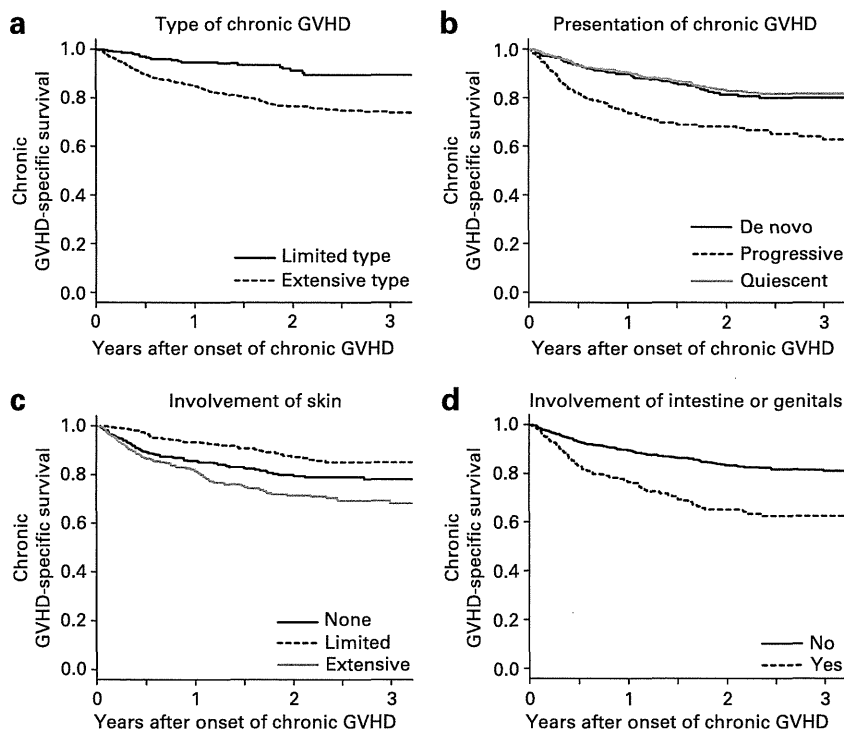 a
Type of chronic GVHD
Chronic
GVHD-specific survival
1.0
0.8
0.6
0.4
0.2
0.0
Limited type
Extensive type
0 1 2 3
Years after onset of chronic GVHD
b
Presentation of chronic GVHD
Chronic
GVHD-specific survival
1.0
0.8
0.6
0.4
0.2
0.0
De novo
Progressive
Quiescent
0 1 2 3
Years after onset of chronic GVHD
c
Involvement of skin
Chronic
GVHD-specific survival
1.0
0.8
0.6
0.4
0.2
0.0
None
Limited
Extensive
0 1 2 3
Years after onset of chronic GVHD
d
Involvement of intestine or genitals
Chronic
GVHD-specific survival
1.0
0.8
0.6
0.4
0.2
0.0
No
Yes
0 1 2 3
Years after onset of chronic GVHD